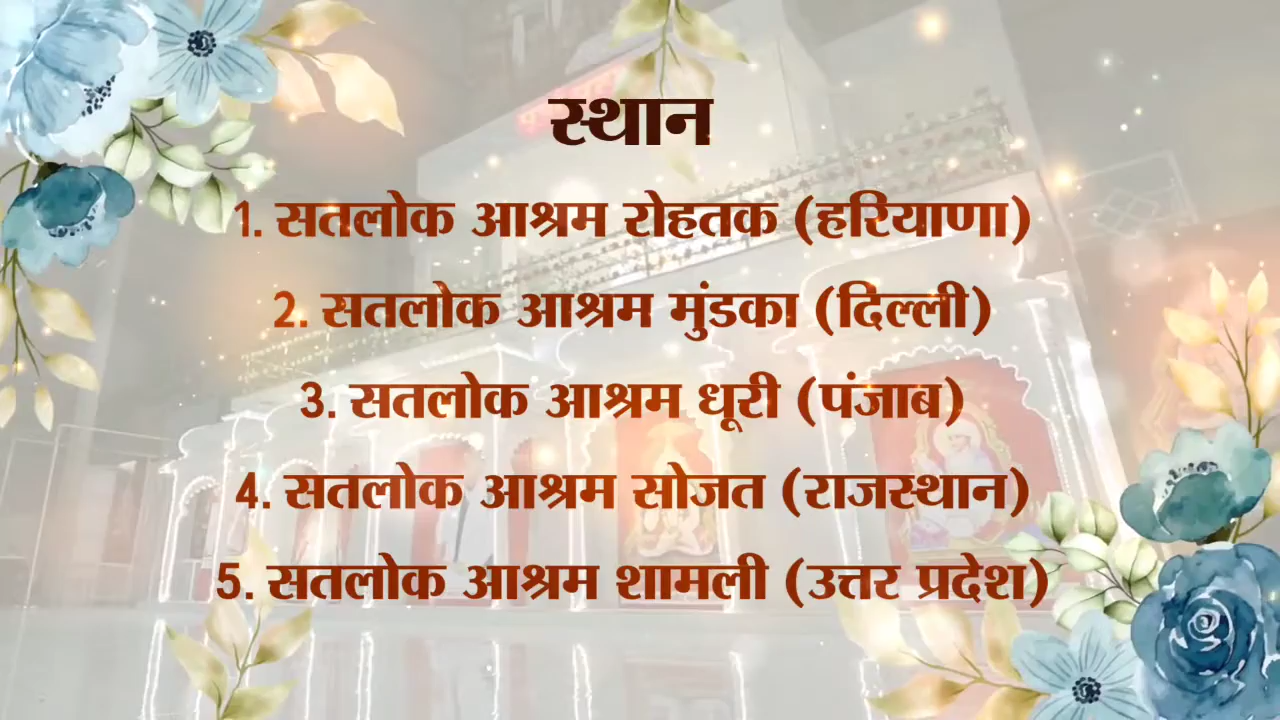 स्थान
1. सतलोक आश्रम रोहतक (हरियाणा)
2. सतलोक आश्रम मुंडका (दिल्ली)
3. सतलोक आश्रम धूरी (पंजाब)
4. सतलोक आश्रम सोजत (राजस्थान)
5. सतलोक आश्रम शामली (उत्तर प्रदेश)